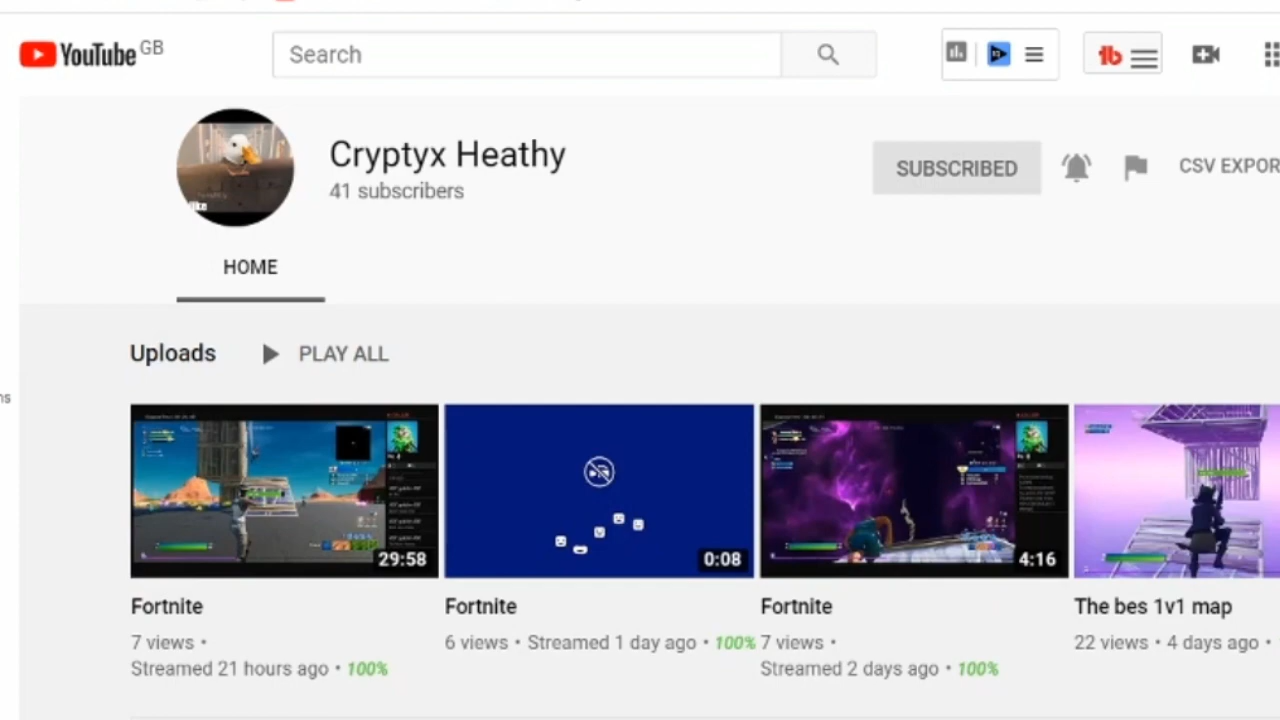 YouTube GB
Search
Cryptyx Heathy
41 subscribers
SUBSCRIBED
CSV EXPOR
HOME
Uploads
PLAY ALL
29:58
0:08
4:16
Fortnite
Fortnite
Fortnite
The bes 1v1 map
7 views •
6 views • Streamed 1 day ago • 100%
7 views •
22 views • 4 days ago •
Streamed 21 hours ago • 100%
Streamed 2 days ago • 100%